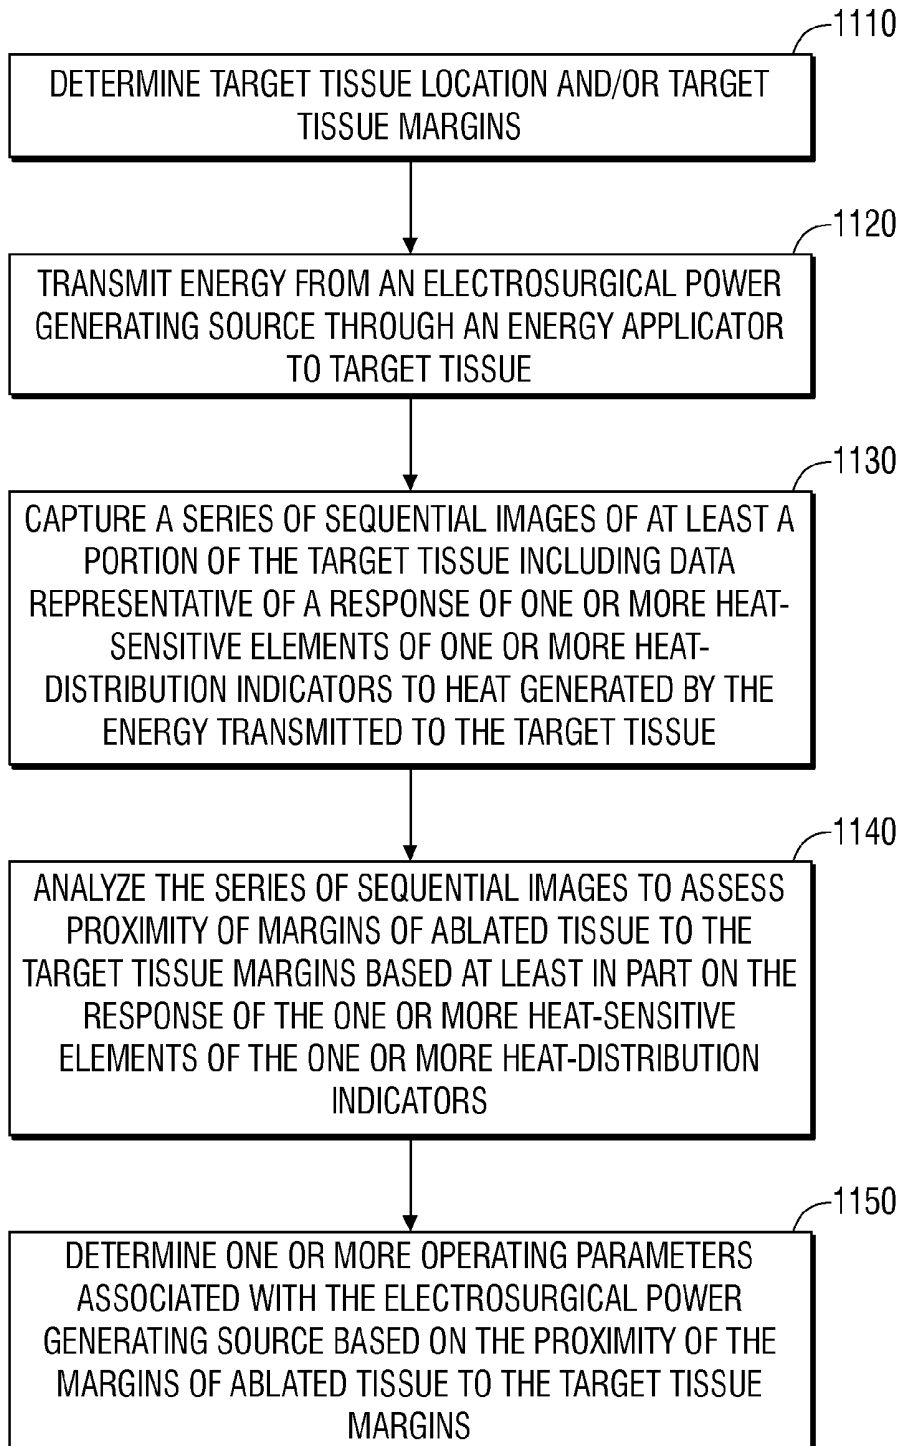 1110
DETERMINE TARGET TISSUE LOCATION AND/OR TARGET
TISSUE MARGINS
1120
TRANSMIT ENERGY FROM AN ELECTROSURGICAL POWER
GENERATING SOURCE THROUGH AN ENERGY APPLICATOR
TO TARGET TISSUE
1130
CAPTURE A SERIES OF SEQUENTIAL IMAGES OF AT LEAST A
PORTION OF THE TARGET TISSUE INCLUDING DATA
REPRESENTATIVE OF A RESPONSE OF ONE OR MORE HEAT-
SENSITIVE ELEMENTS OF ONE OR MORE HEAT-
DISTRIBUTION INDICATORS TO HEAT GENERATED BY THE
ENERGY TRANSMITTED TO THE TARGET TISSUE
1140
ANALYZE THE SERIES OF SEQUENTIAL IMAGES TO ASSESS
PROXIMITY OF MARGINS OF ABLATED TISSUE TO THE
TARGET TISSUE MARGINS BASED AT LEAST IN PART ON THE
RESPONSE OF THE ONE OR MORE HEAT-SENSITIVE
ELEMENTS OF THE ONE OR MORE HEAT-DISTRIBUTION
INDICATORS
1150
DETERMINE ONE OR MORE OPERATING PARAMETERS
ASSOCIATED WITH THE ELECTROSURGICAL POWER
GENERATING SOURCE BASED ON THE PROXIMITY OF THE
MARGINS OF ABLATED TISSUE TO THE TARGET TISSUE
MARGINS